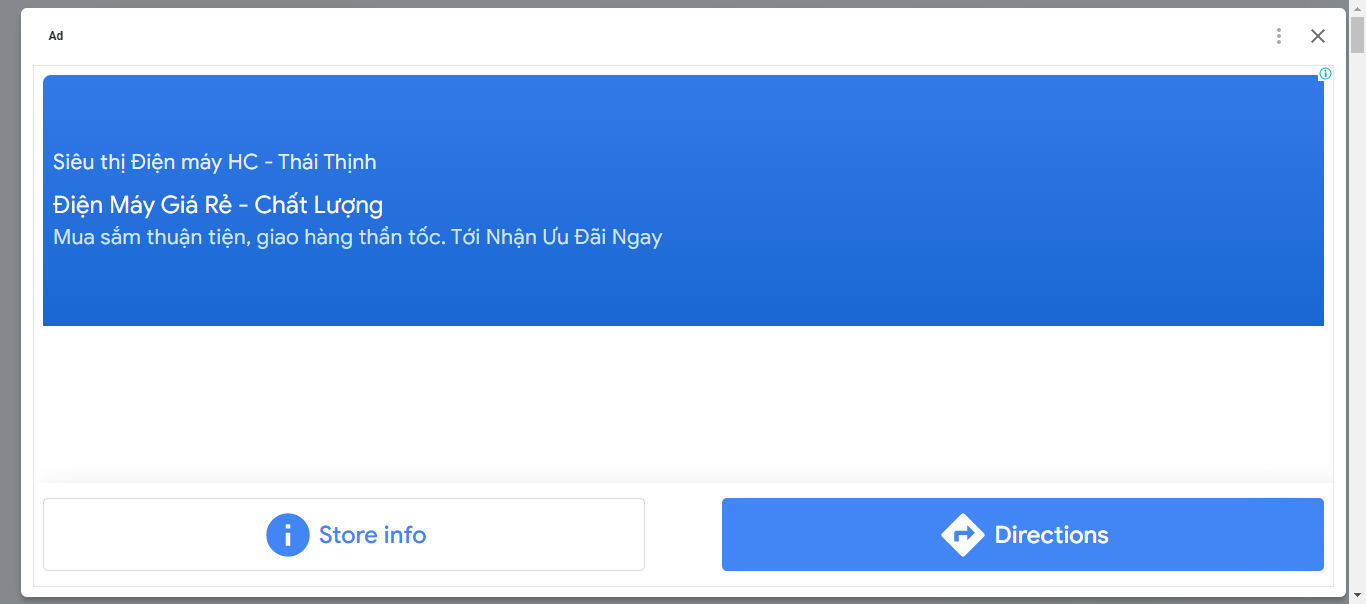 Ad
Siêu thị Điện máy HC - Thái Thịnh
Điện Máy Giá Rẻ - Chất Lượng
Mua sắm thuận tiện, giao hàng thần tốc. Tới Nhận Ưu Đãi Ngay
Store info
Directions